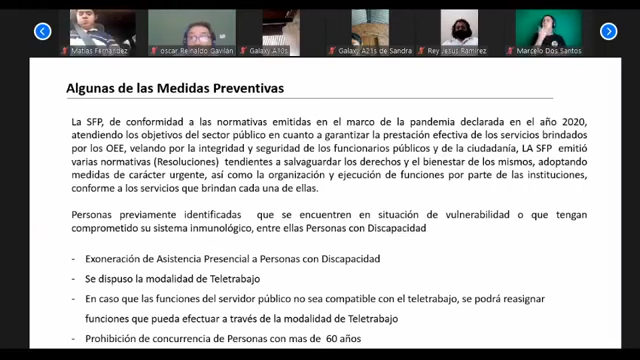 Matías Fernández
oscar Reinaldo Gavilán
Galaxy A10s
Galaxy A21s de Sandra
Rey Jesus Ramirez
Marcelo Dos Santos
Algunas de las Medidas Preventivas
La SFP, de conformidad a las normativas emitidas en el marco de la pandemia declarada en el año 2020,
atendiendo los objetivos del sector público en cuanto a garantizar la prestación efectiva de los servicios brindados
por los OEE, velando por la integridad y seguridad de los funcionarios públicos y de la ciudadanía, LA SFP emitió
varias normativas (Resoluciones) tendientes a salvaguardar los derechos y el bienestar de los mismos, adoptando
medidas de carácter urgente, así como la organización y ejecución de funciones por parte de las instituciones,
conforme a los servicios que brindan cada una de ellas.
Personas previamente identificadas que se encuentren en situación de vulnerabilidad o que tengan
comprometido su sistema inmunológico, entre ellas Personas con Discapacidad
- Exoneración de Asistencia Presencial a Personas con Discapacidad
- Se dispuso la modalidad de Teletrabajo
- En caso que las funciones del servidor público no sea compatible con el teletrabajo, se podrá reasignar
funciones que pueda efectuar a través de la modalidad de Teletrabajo
- Prohibición de concurrencia de Personas con mas de 60 años